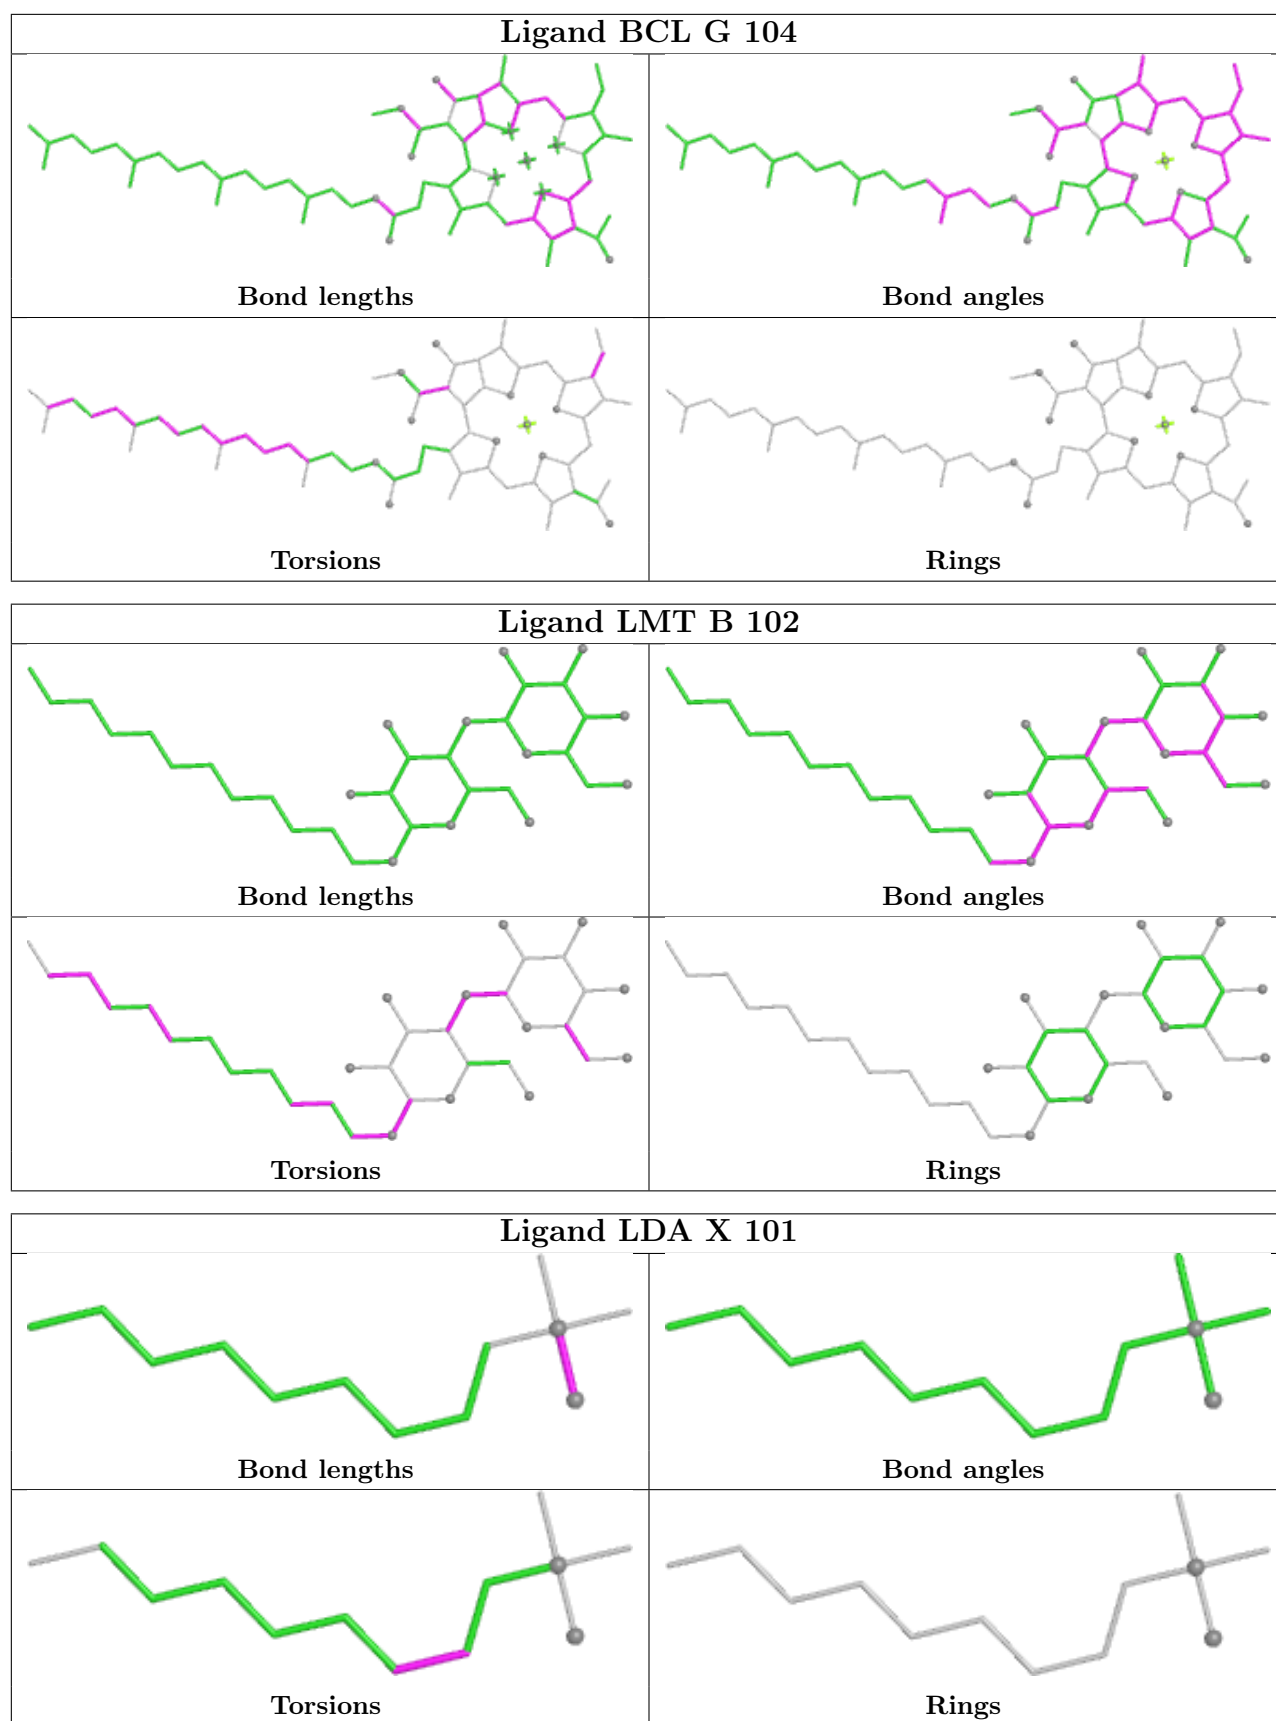 Ligand BCL G 104
Bond lengths
Bond angles
Torsions
Rings
Ligand LMT B 102
Bond lengths
Bond angles
Torsions
Rings
Ligand LDA X 101
Bond lengths
Bond angles
Torsions
Rings